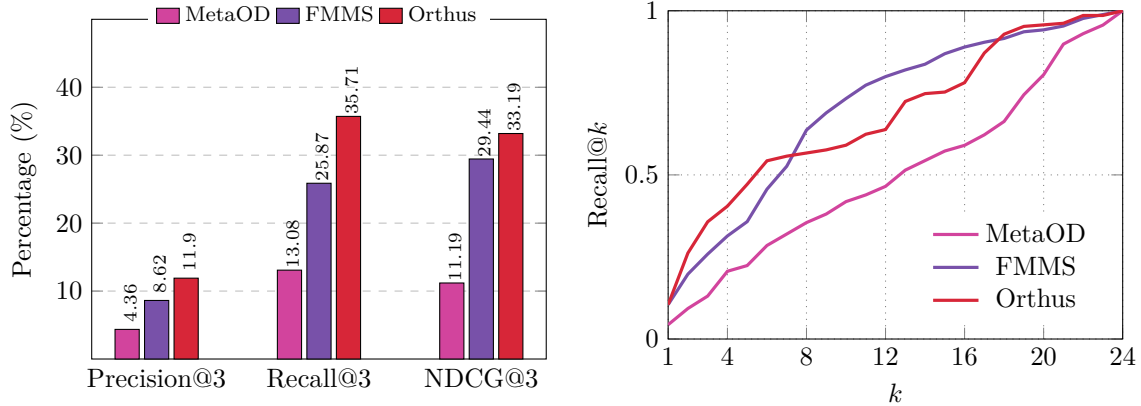 MetaOD FMMS Orthus
Percentage (%)
40
30
20
10
4.36
8.62
11.9
13.08
25.87
35.71
11.19
29.44
33.19
Precision@3 Recall@3 NDCG@3
Recall@k
1
0.5
0
MetaOD
FMMS
Orthus
1 4 8 12 16 20 24
k